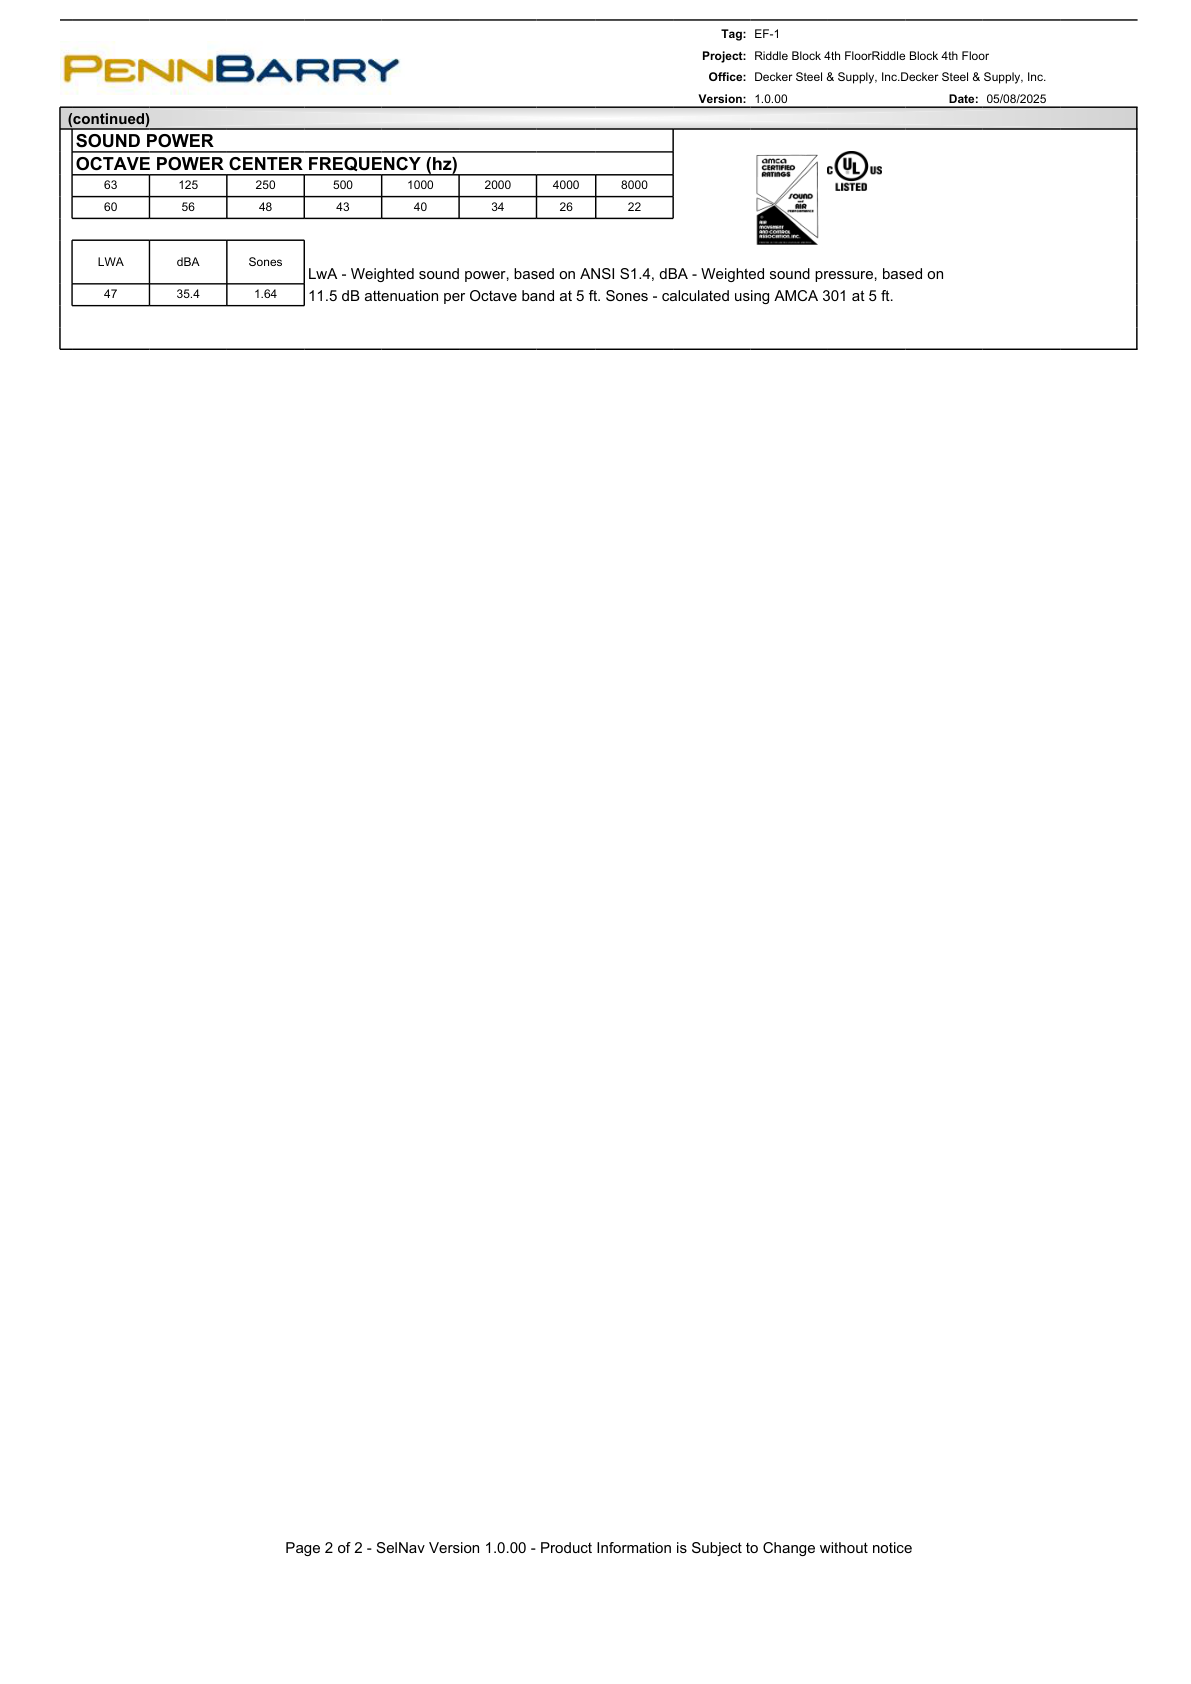 PENNBARRY
Tag: EF-1
Project: Riddle Block 4th FloorRiddle Block 4th Floor
Office: Decker Steel & Supply, Inc.Decker Steel & Supply, Inc.
Version: 1.0.00 Date: 05/08/2025
(continued)
SOUND POWER
OCTAVE POWER CENTER FREQUENCY (hz)
63 125 250 500 1000 2000 4000 8000
60 56 48 43 40 34 26 22
amca
CERTIFIED
RATINGS
SOUND
and
AIR
PERFORMANCE
AIR
MOVEMENT
AND CONTROL
ASSOCIATION, INC.
C UL US
LISTED
LWA dBA Sones
47 35.4 1.64
LwA - Weighted sound power, based on ANSI S1.4, dBA - Weighted sound pressure, based on
11.5 dB attenuation per Octave band at 5 ft. Sones - calculated using AMCA 301 at 5 ft.
Page 2 of 2 - SelNav Version 1.0.00 - Product Information is Subject to Change without notice